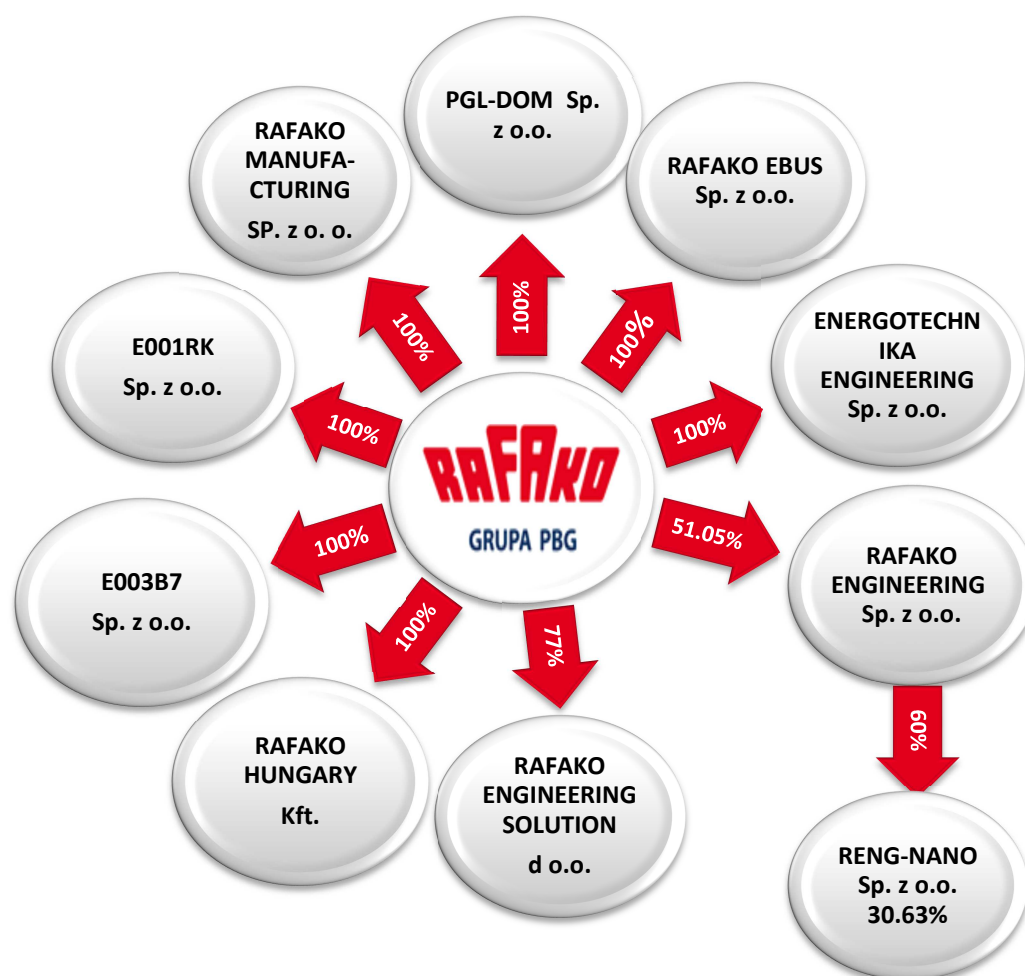 PGL-DOM Sp.
z o.o.
RAFAKO
MANUFA-
CTURING
SP. z o. o.
RAFAKO EBUS
Sp. z o.o.
100%
100%
100%
E001RK
Sp. z o.o.
ENERGOTECHN
IKA
ENGINEERING
Sp. z o.o.
100%
100%
RAFAKO
GRUPA PBG
E003B7
Sp. z o.o.
100%
51.05%
RAFAKO
ENGINEERING
Sp. z o.o.
100%
77%
60%
RAFAKO
HUNGARY
Kft.
RAFAKO
ENGINEERING
SOLUTION
d o.o.
RENG-NANO
Sp. z o.o.
30.63%